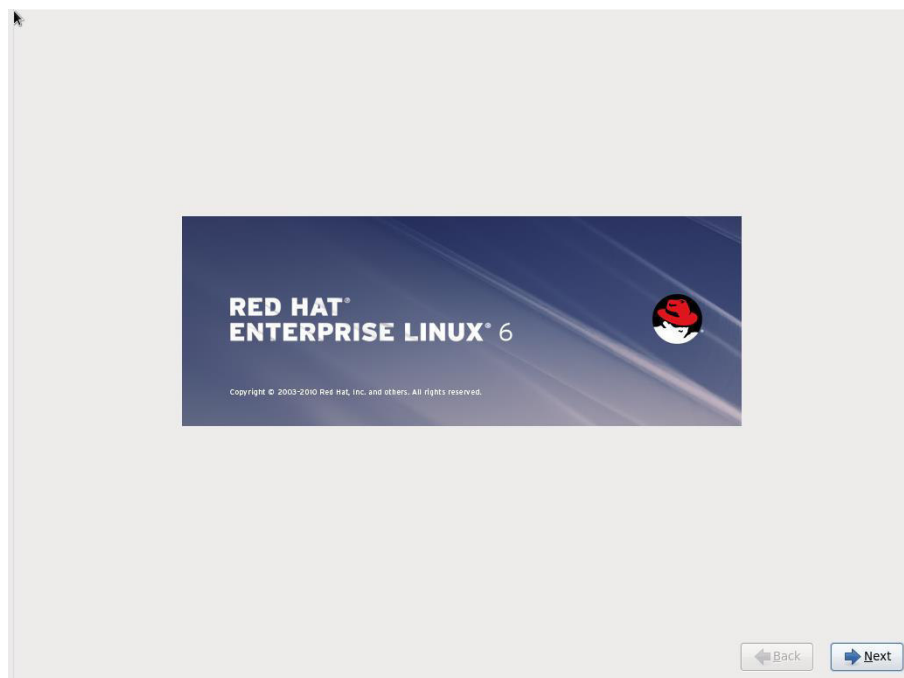 RED HAT®
ENTERPRISE LINUX® 6
Copyright © 2003-2010 Red Hat, Inc. and others. All rights reserved.
Back
Next